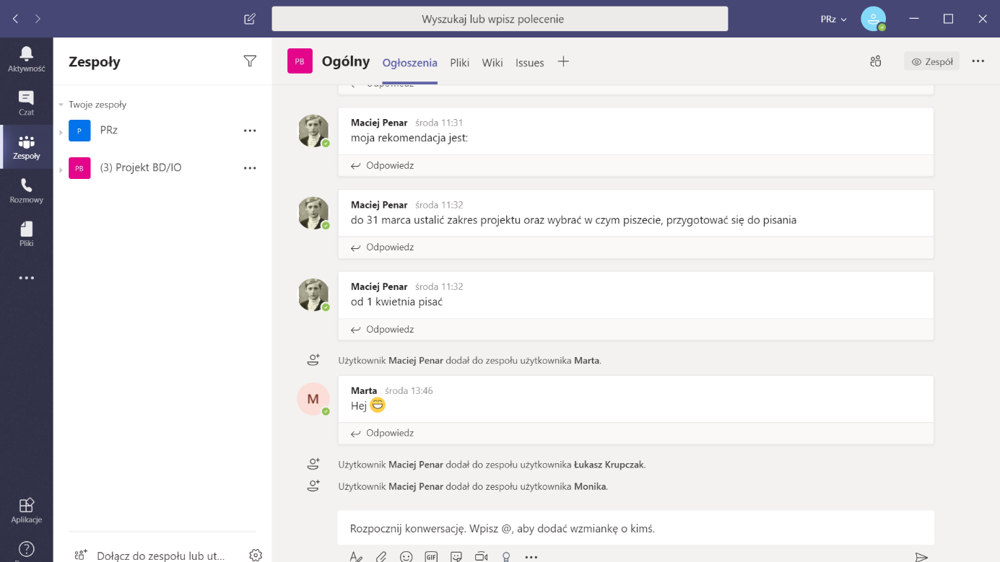 Wyszukaj lub wpisz polecenie
PRz
Aktywność
Czat
Zespoły
Rozmowy
Pliki
Aplikacje
Zespoły
Twoje zespoły
P PRz
PB (3) Projekt BD/IO
Dołącz do zespołu lub ut...
PB Ogólny Ogłoszenia Pliki Wiki Issues
Zespół
Odpowiedz
Maciej Penar środa 11:31
moja rekomendacja jest:
Odpowiedz
Maciej Penar środa 11:32
do 31 marca ustalić zakres projektu oraz wybrać w czym piszecie, przygotować się do pisania
Odpowiedz
Maciej Penar środa 11:32
od 1 kwietnia pisać
Odpowiedz
Użytkownik Maciej Penar dodał do zespołu użytkownika Marta.
M
Marta środa 13:46
Hej
Odpowiedz
Użytkownik Maciej Penar dodał do zespołu użytkownika Łukasz Krupczak.
Użytkownik Maciej Penar dodał do zespołu użytkownika Monika.
Rozpocznij konwersację. Wpisz @, aby dodać wzmiankę o kimś.
GIF